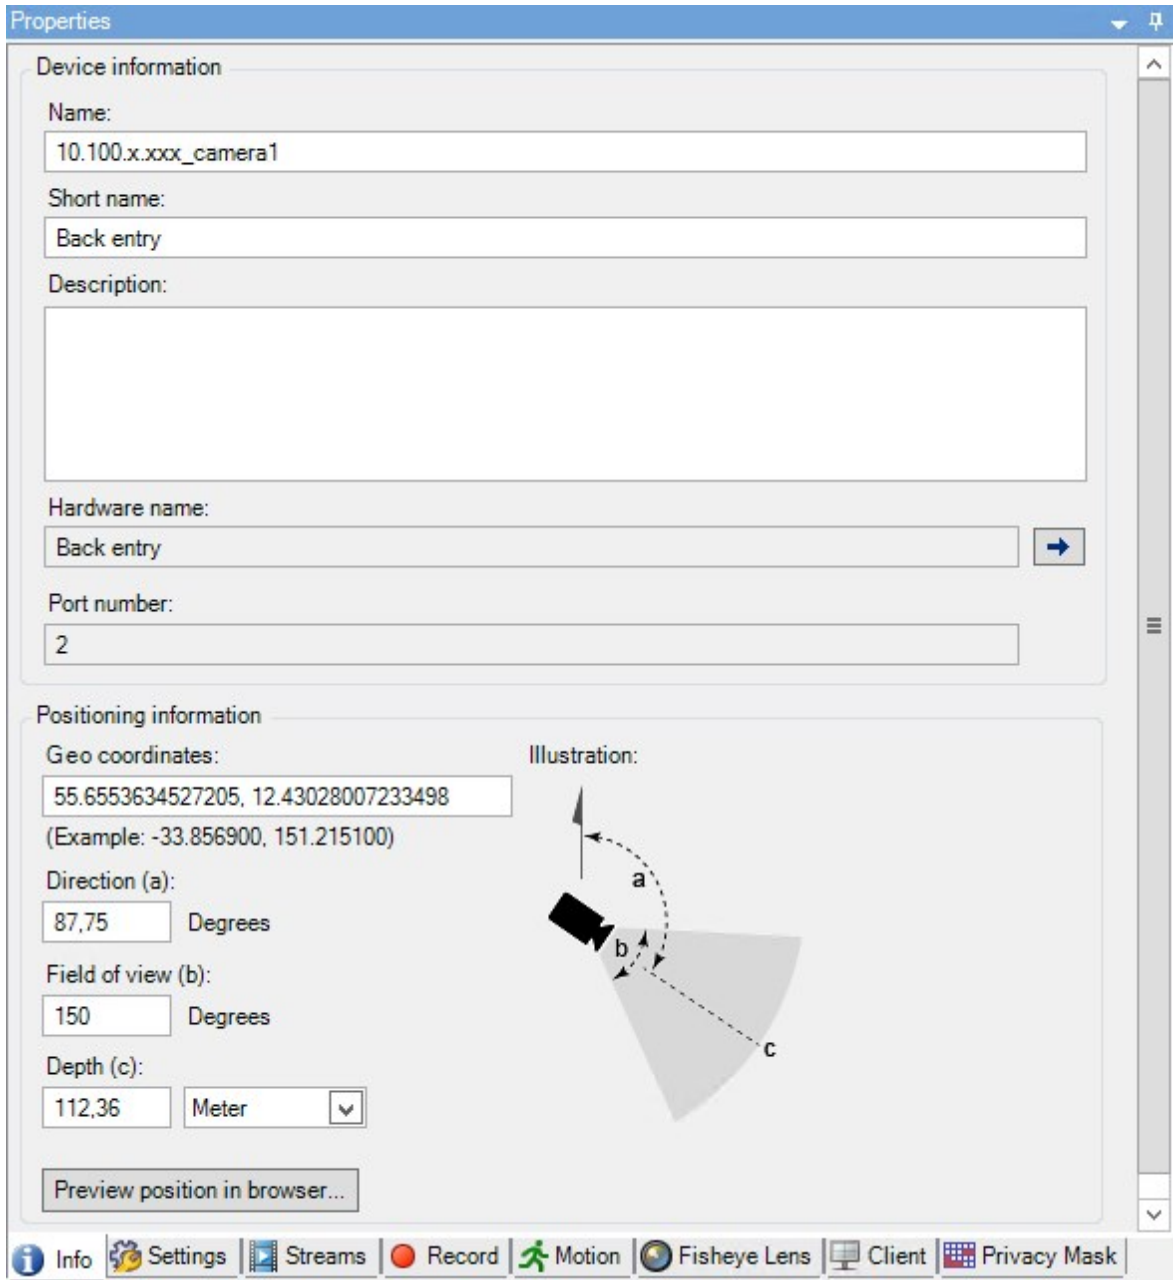 Properties
Device information
Name:
10.100.x.xxx_camera1
Short name:
Back entry
Description:
Hardware name:
Back entry
Port number:
2
Positioning information
Geo coordinates:
55.6553634527205, 12.43028007233498
(Example: -33.856900, 151.215100)
Direction (a):
87,75 Degrees
Field of view (b):
150 Degrees
Depth (c):
112,36 Meter
Preview position in browser...
Illustration:
a
b
c
Info Settings Streams Record Motion Fisheye Lens Client Privacy Mask